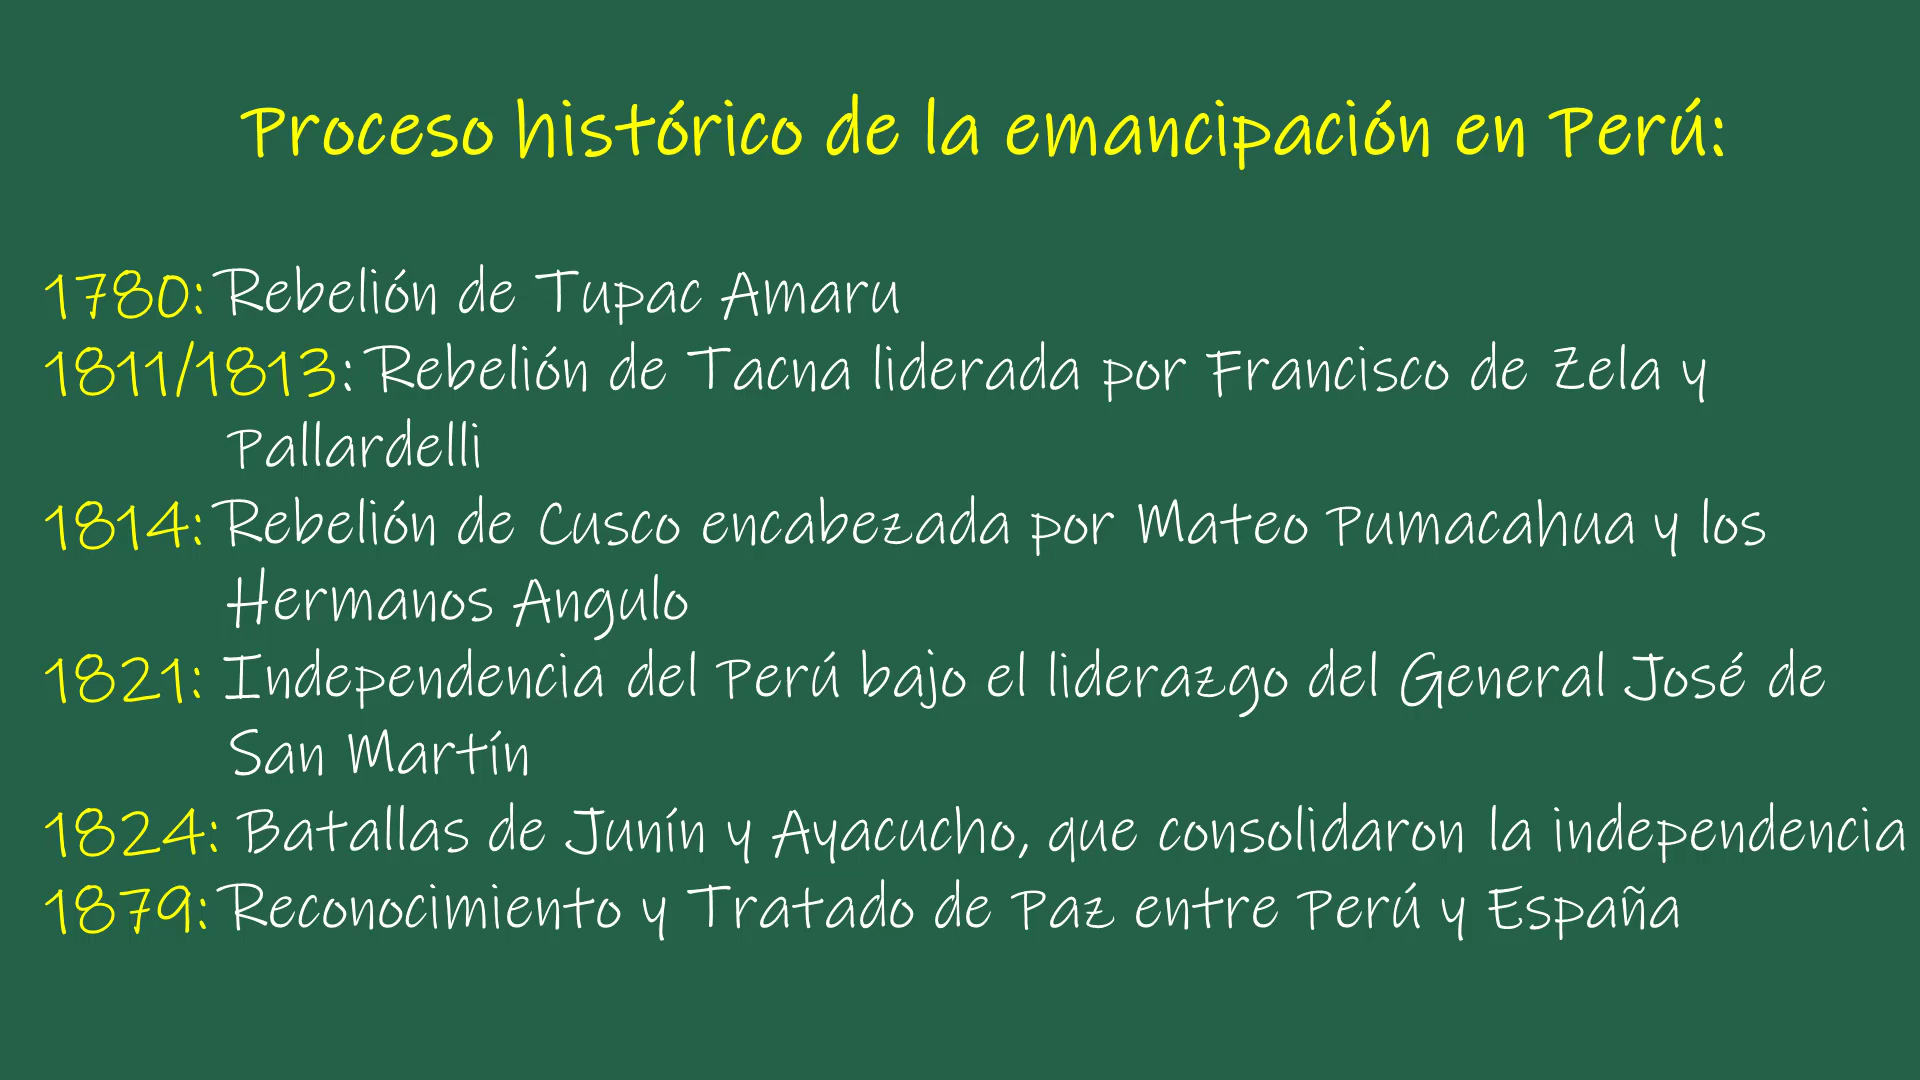 Proceso histórico de la emancipación en Perú:
1780: Rebelión de Tupac Amaru
1811/1813: Rebelión de Tacna liderada por Francisco de Zela y
Pallardelli
1814: Rebelión de Cusco encabezada por Mateo Pumacahua y los
Hermanos Angulo
1821: Independencia del Perú bajo el liderazgo del General José de
San Martín
1824: Batallas de Junín y Ayacucho, que consolidaron la independencia
1879: Reconocimiento y Tratado de Paz entre Perú y España